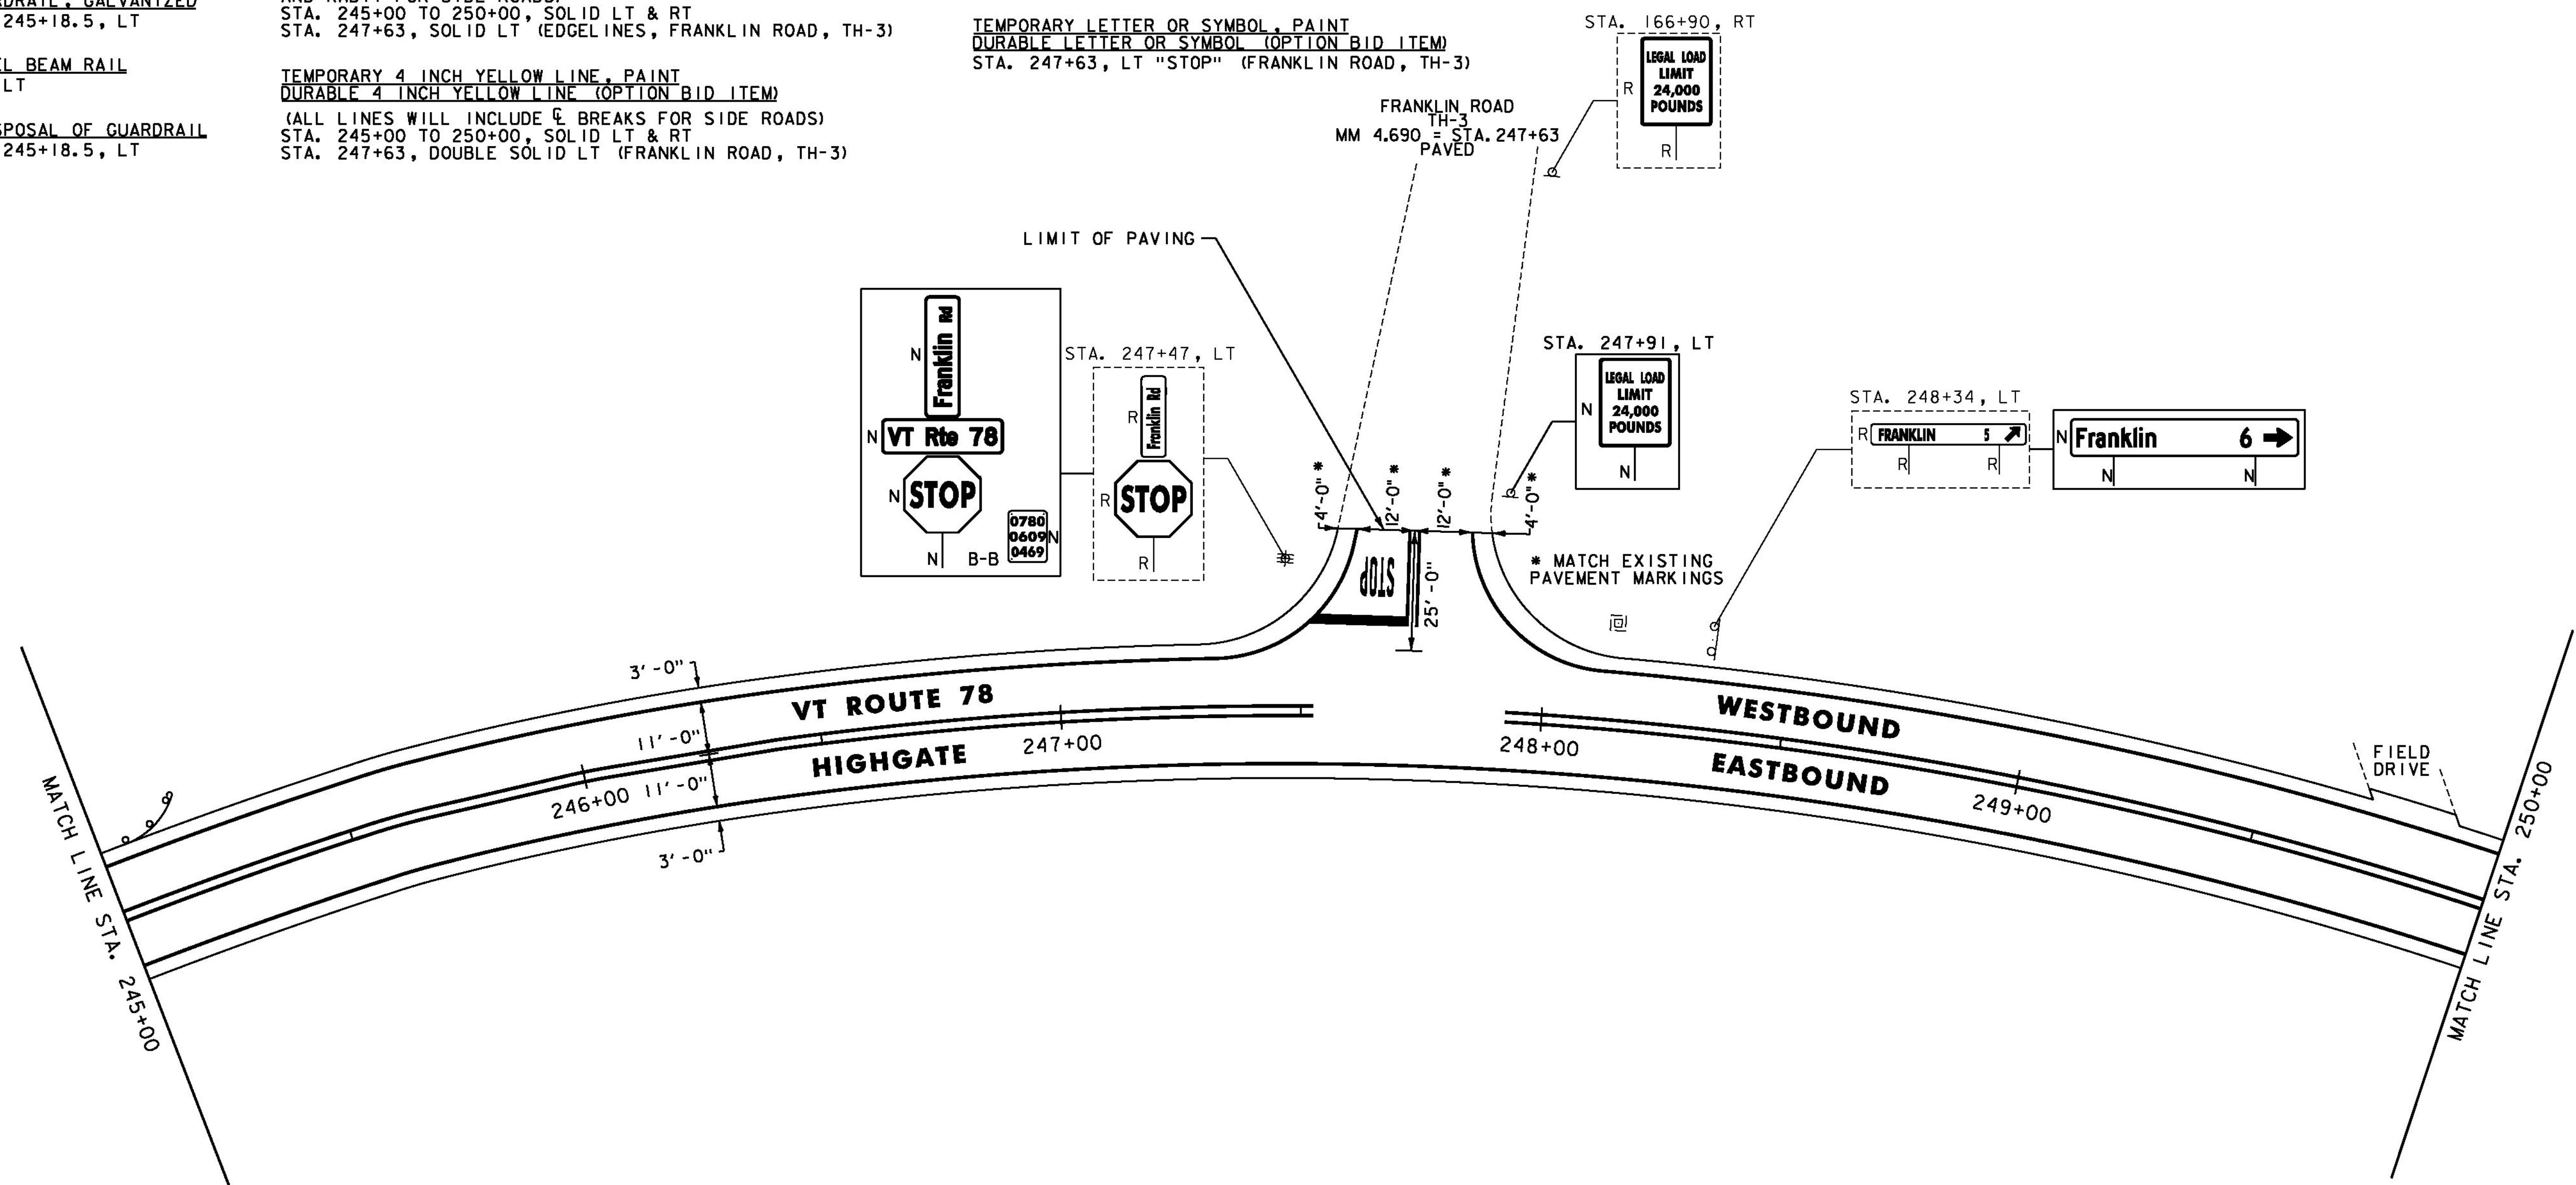 DRAIL, GALVANIZED
245+18.5, LT
L BEAM RAIL
LT
SPOSAL OF GUARDRAIL
245+18.5, LT
STA. 245+00 TO 250+00, SOLID LT & RT
STA. 247+63, SOLID LT (EDGELINES, FRANKLIN ROAD, TH-3)
TEMPORARY 4 INCH YELLOW LINE, PAINT
DURABLE 4 INCH YELLOW LINE (OPTION BID ITEM)
(ALL LINES WILL INCLUDE ℄ BREAKS FOR SIDE ROADS)
STA. 245+00 TO 250+00, SOLID LT & RT
STA. 247+63, DOUBLE SOLID LT (FRANKLIN ROAD, TH-3)
TEMPORARY LETTER OR SYMBOL, PAINT
DURABLE LETTER OR SYMBOL (OPTION BID ITEM)
STA. 247+63, LT "STOP" (FRANKLIN ROAD, TH-3)
STA. 166+90, RT
LEGAL LOAD
LIMIT
24,000
POUNDS
R
R
FRANKLIN ROAD
TH-3
MM 4.690 = STA. 247+63
PAVED
LIMIT OF PAVING
Franklin Rd
N
N VT Rte 78
N STOP
N B-B
0780
0609 N
0469
STA. 247+47, LT
R Franklin Rd
R STOP
R
STA. 247+91, LT
LEGAL LOAD
LIMIT
N 24,000
POUNDS
N
STA. 248+34, LT
R FRANKLIN 5
R R
N Franklin 6
N N
4'-0"*
12'-0"*
12'-0"*
4'-0"*
STOP
25'-0"
* MATCH EXISTING
PAVEMENT MARKINGS
3'-0"
11'-0"
11'-0"
3'-0"
VT ROUTE 78
HIGHGATE
WESTBOUND
EASTBOUND
246+00
247+00
248+00
249+00
FIELD
DRIVE
MATCH LINE STA. 245+00
MATCH LINE STA. 250+00